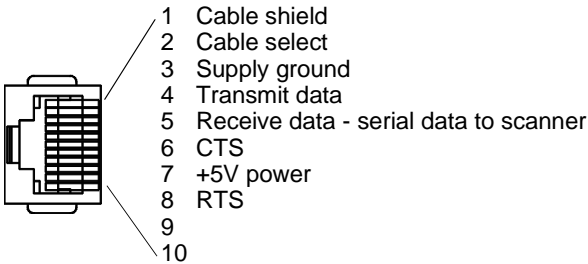 1 Cable shield
2 Cable select
3 Supply ground
4 Transmit data
5 Receive data - serial data to scanner
6 CTS
7 +5V power
8 RTS
9
10